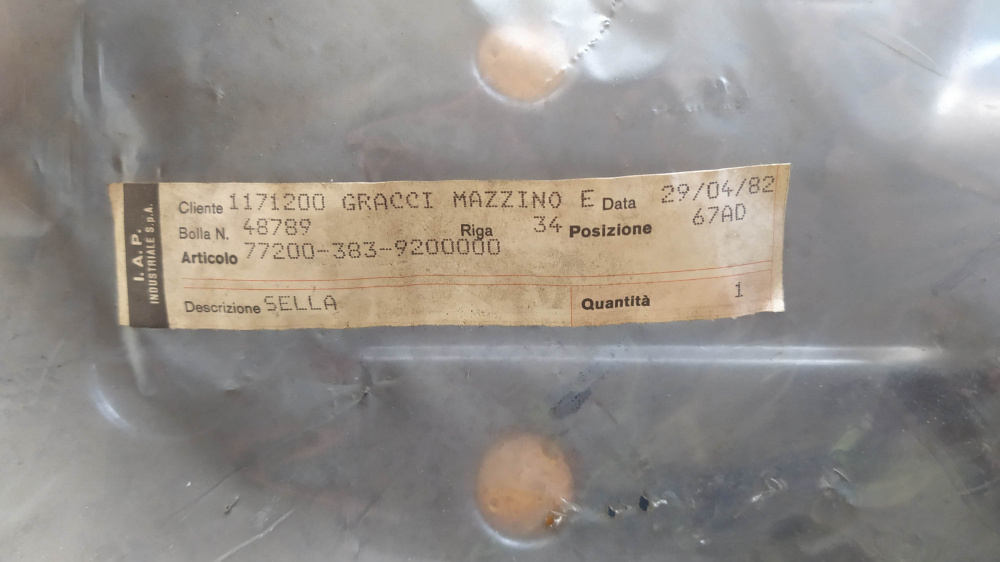 I.A.P.
INDUSTRIALE S.p.A.
Cliente 1171200 GRACCI MAZZINO E Data 29/04/82
Bolla N. 48789 Riga 34 Posizione 67AD
Articolo 77200-383-9200000
Descrizione SELLA Quantità 1